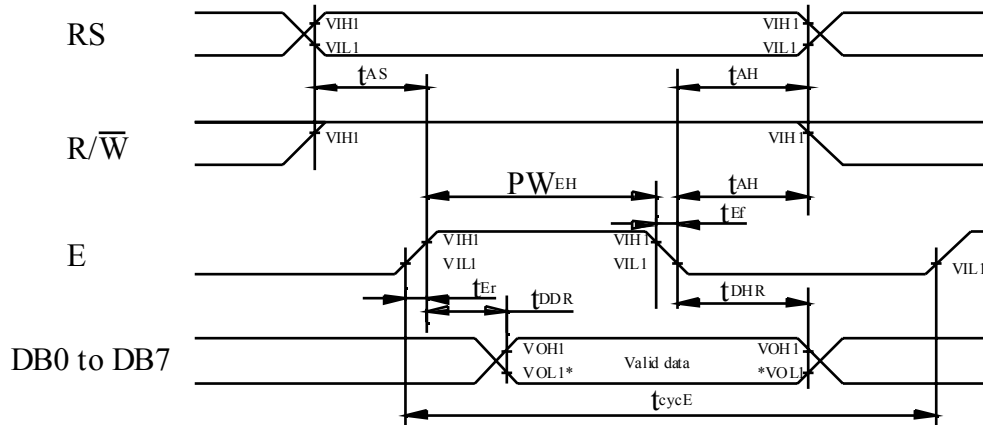 RS
VIH1
VIL1
VIH1
VIL1
tAS
tAH
R/W̅
VIH1
VIH1
PWEH
tAH
tEf
E
VIH1
VIL1
VIH1
VIL1
VIL1
tEr
tDDR
tDHR
DB0 to DB7
VOH1
VOL1*
Valid data
VOH1
*VOL1
tcycE